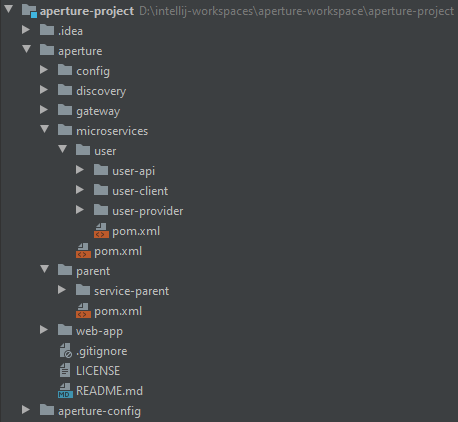 aperture-project D:\intellij-workspaces\aperture-workspace\aperture-project
.idea
aperture
config
discovery
gateway
microservices
user
user-api
user-client
user-provider
pom.xml
pom.xml
parent
service-parent
pom.xml
web-app
.gitignore
LICENSE
README.md
aperture-config